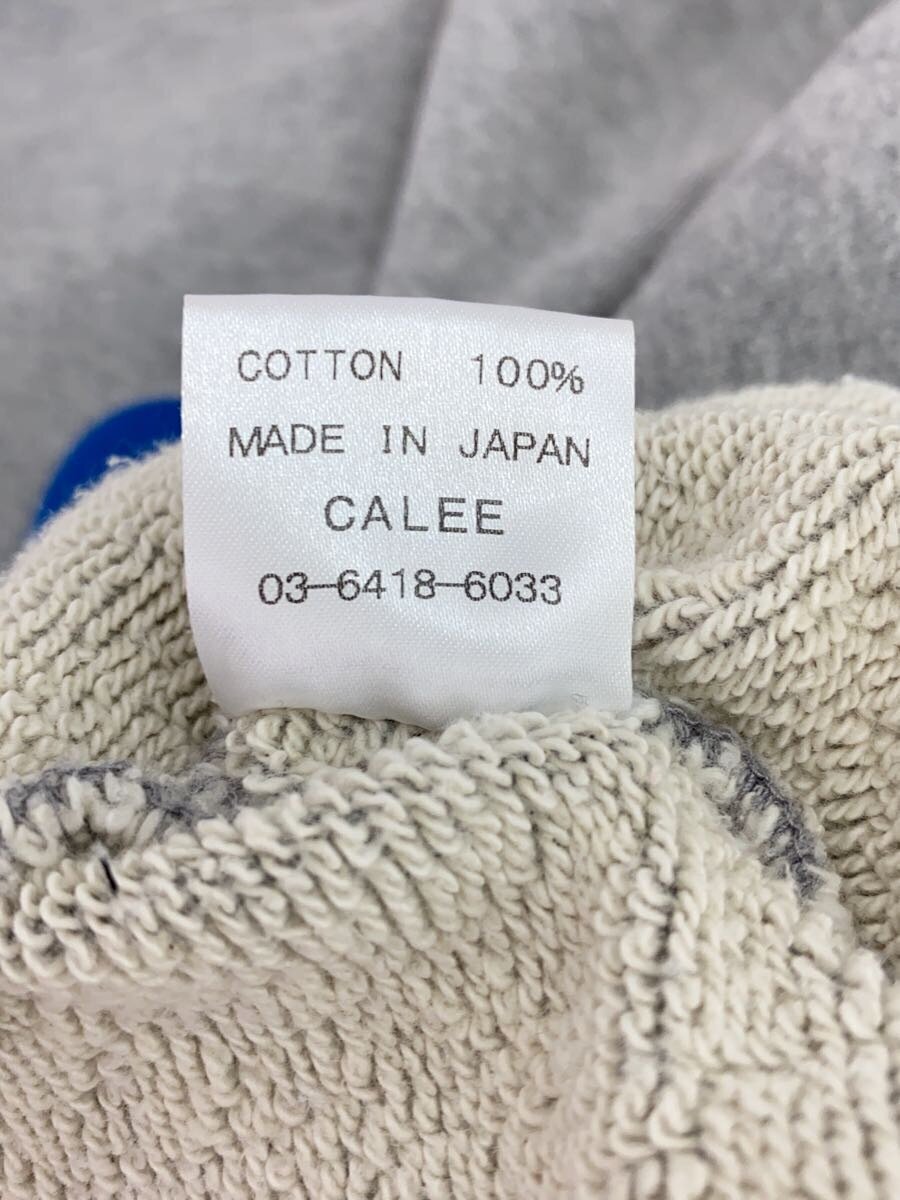 COTTON 100%
MADE IN JAPAN
CALEE
03-6418-6033